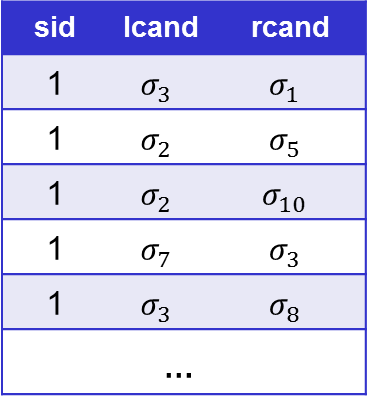 sid lcand rcand
1 σ₃ σ₁
1 σ₂ σ₅
1 σ₂ σ₁₀
1 σ₇ σ₃
1 σ₃ σ₈
...